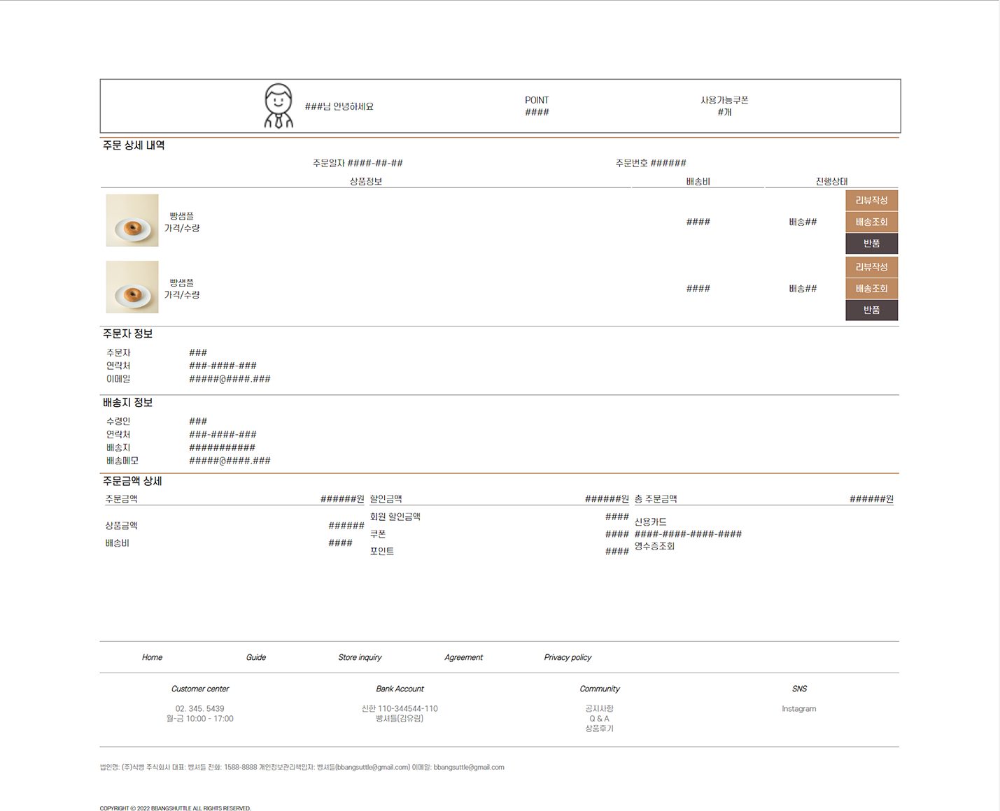 ###님 안녕하세요
POINT
####
사용가능쿠폰
#개
주문 상세 내역
주문일자 ####-##-##
주문번호 ######
상품정보
배송비
진행상태
빵샘플
가격/수량
####
배송##
리뷰작성
배송조회
반품
빵샘플
가격/수량
####
배송##
리뷰작성
배송조회
반품
주문자 정보
주문자 ###
연락처 ###-####-###
이메일 #####@####.###
배송지 정보
수령인 ###
연락처 ###-####-###
배송지 ###########
배송메모 #####@####.###
주문금액 상세
주문금액 ######원
상품금액 ######
배송비 ####
할인금액 ######원
회원 할인금액 ####
쿠폰 ####
포인트 ####
총 주문금액 ######원
신용카드
####-####-####-####
영수증조회
Home Guide Store inquiry Agreement Privacy policy
Customer center
02. 345. 5439
월-금 10:00 - 17:00
Bank Account
신한 110-344544-110
빵셔틀(김유림)
Community
공지사항
Q & A
상품후기
SNS
Instagram
법인명: (주)식빵 주식회사 대표: 빵셔틀 전화: 1588-8888 개인정보관리책임자: 뱅셔틀(bbangsuttle@gmail.com) 이메일: bbangsuttle@gmail.com
COPYRIGHT ⓒ 2022 BBANGSHUTTLE ALL RIGHTS RESERVED.